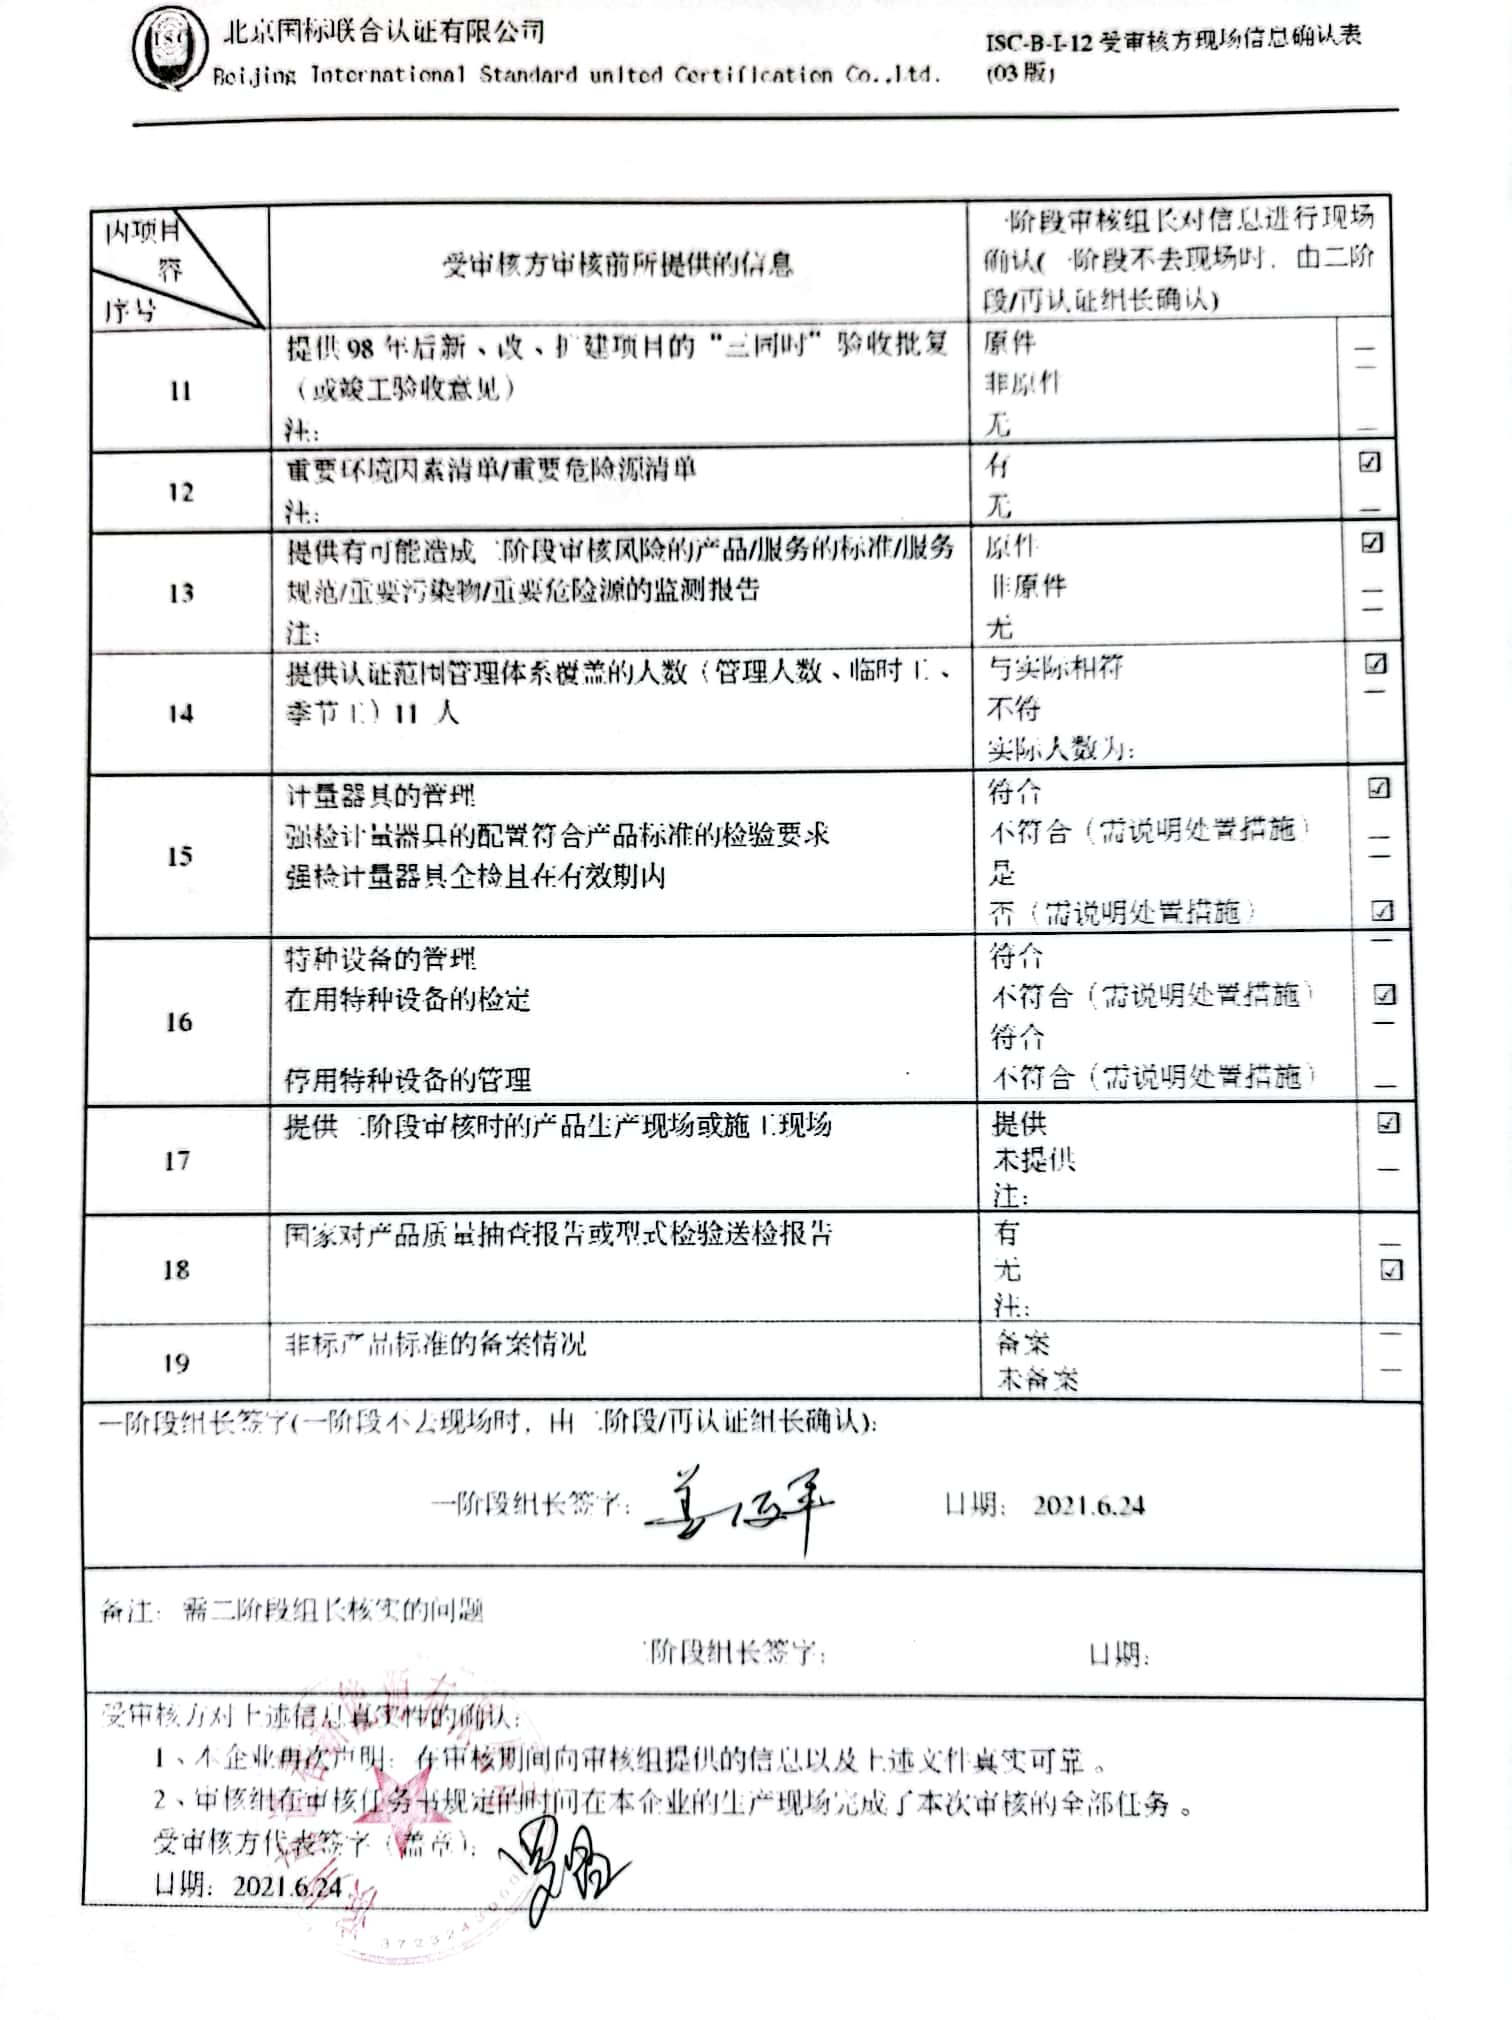 ISC
北京国标联合认证有限公司
Beijing International Standard united Certification Co.,Ltd.
ISC-B-I-12 受审核方现场信息确认表
(03 版)
内项目
容
序号
受审核方审核前所提供的信息
一阶段审核组长对信息进行现场
确认(一阶段不去现场时，由二阶
段/再认证组长确认)
11
提供 98 年后新、改、扩建项目的“三同时”验收批复
（或竣工验收意见）
注：
原件
非原件
无
12
重要环境因素清单/重要危险源清单
注：
有 ☑
无
13
提供有可能造成二阶段审核风险的产品/服务的标准/服务
规范/重要污染物/重要危险源的监测报告
注：
原件 ☑
非原件
无
14
提供认证范围管理体系覆盖的人数（管理人数、临时工、
季节工）11 人
与实际相符 ☑
不符
实际人数为：
15
计量器具的管理
强检计量器具的配置符合产品标准的检验要求
强检计量器具全检且在有效期内
符合 ☑
不符合（需说明处置措施）
是
否（需说明处置措施） ☑
16
特种设备的管理
在用特种设备的检定
停用特种设备的管理
符合
不符合（需说明处置措施） ☑
符合
不符合（需说明处置措施）
17
提供二阶段审核时的产品生产现场或施工现场
提供 ☑
未提供
注：
18
国家对产品质量抽查报告或型式检验送检报告
有
无 ☑
注：
19
非标产品标准的备案情况
备案
未备案
一阶段组长签字(一阶段不去现场时，由二阶段/再认证组长确认)：
一阶段组长签字： 日期： 2021.6.24
备注：需二阶段组长核实的问题
二阶段组长签字： 日期：
受审核方对上述信息真实性的确认：
1、本企业再次声明：在审核期间向审核组提供的信息以及上述文件真实可靠。
2、审核组在审核任务书规定的时间在本企业的生产现场完成了本次审核的全部任务。
受审核方代表签字（盖章）：
日期：2021.6.24